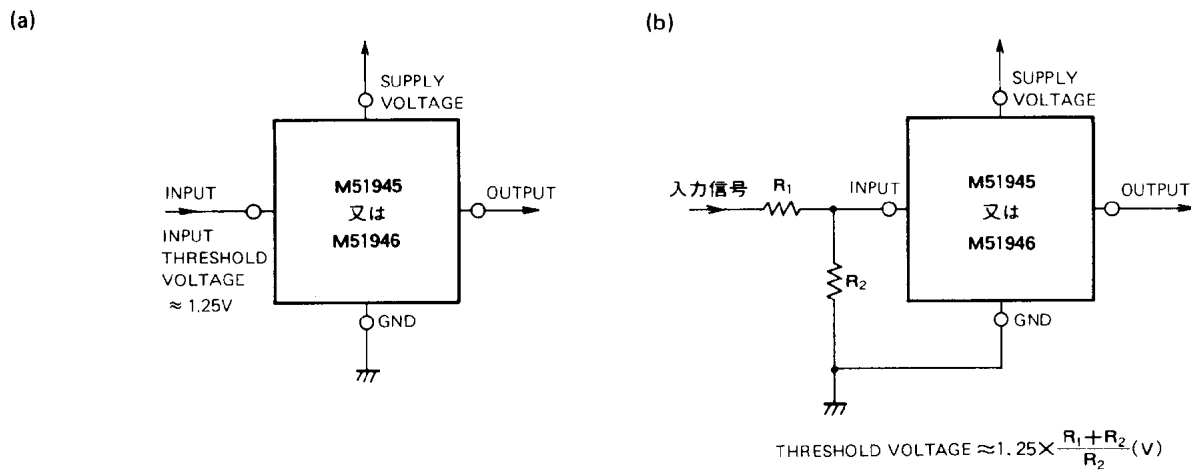 (a)
SUPPLY
VOLTAGE
INPUT
INPUT
THRESHOLD
VOLTAGE
≈ 1.25V
M51945
又は
M51946
OUTPUT
GND
(b)
SUPPLY
VOLTAGE
入力信号
R₁
INPUT
M51945
又は
M51946
OUTPUT
R₂
GND
THRESHOLD VOLTAGE ≈1.25× (R₁+R₂)/R₂ (V)